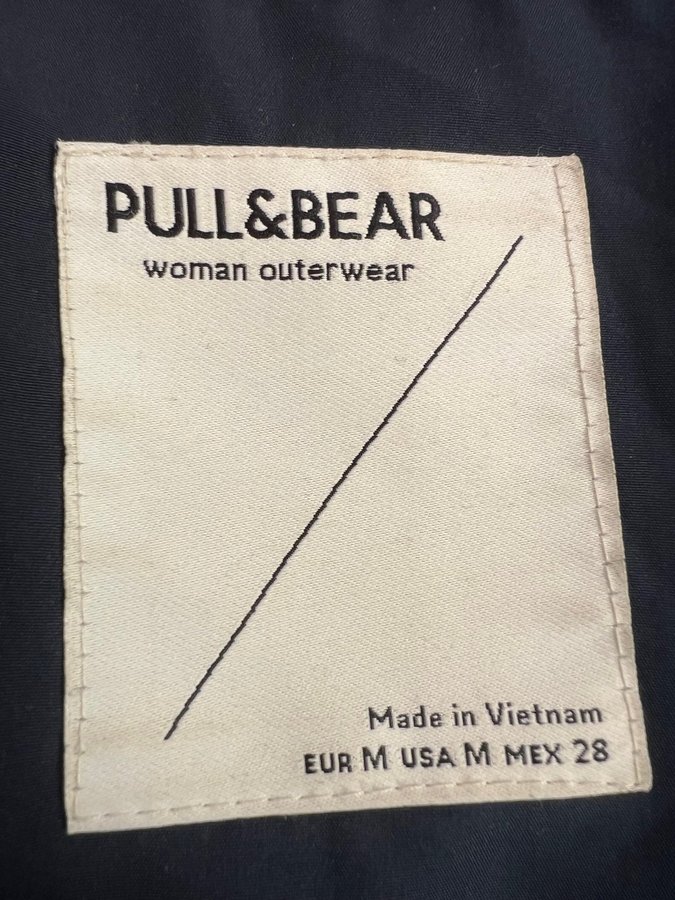 PULL&BEAR
woman outerwear
Made in Vietnam
EUR M USA M MEX 28